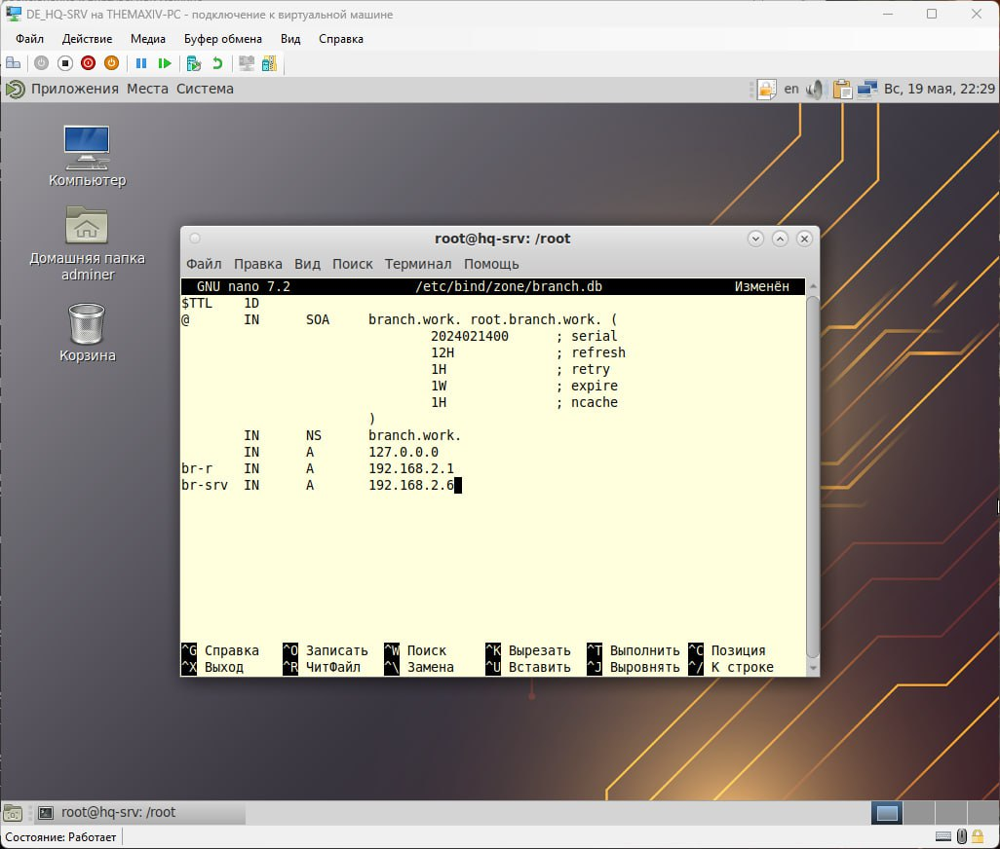 DE_HQ-SRV на THEMAXIV-PC - подключение к виртуальной машине
Файл Действие Медиа Буфер обмена Вид Справка
Приложения Места Система en Вс, 19 мая, 22:29
Компьютер
Домашняя папка
adminer
Корзина
root@hq-srv: /root
Файл Правка Вид Поиск Терминал Помощь
GNU nano 7.2 /etc/bind/zone/branch.db Изменён
$TTL 1D
@ IN SOA branch.work. root.branch.work. (
2024021400 ; serial
12H ; refresh
1H ; retry
1W ; expire
1H ; ncache
)
IN NS branch.work.
IN A 127.0.0.0
br-r IN A 192.168.2.1
br-srv IN A 192.168.2.6
^G Справка ^O Записать ^W Поиск ^K Вырезать ^T Выполнить ^C Позиция
^X Выход ^R ЧитФайл ^\ Замена ^U Вставить ^J Выровнять ^/ К строке
root@hq-srv: /root
Состояние: Работает